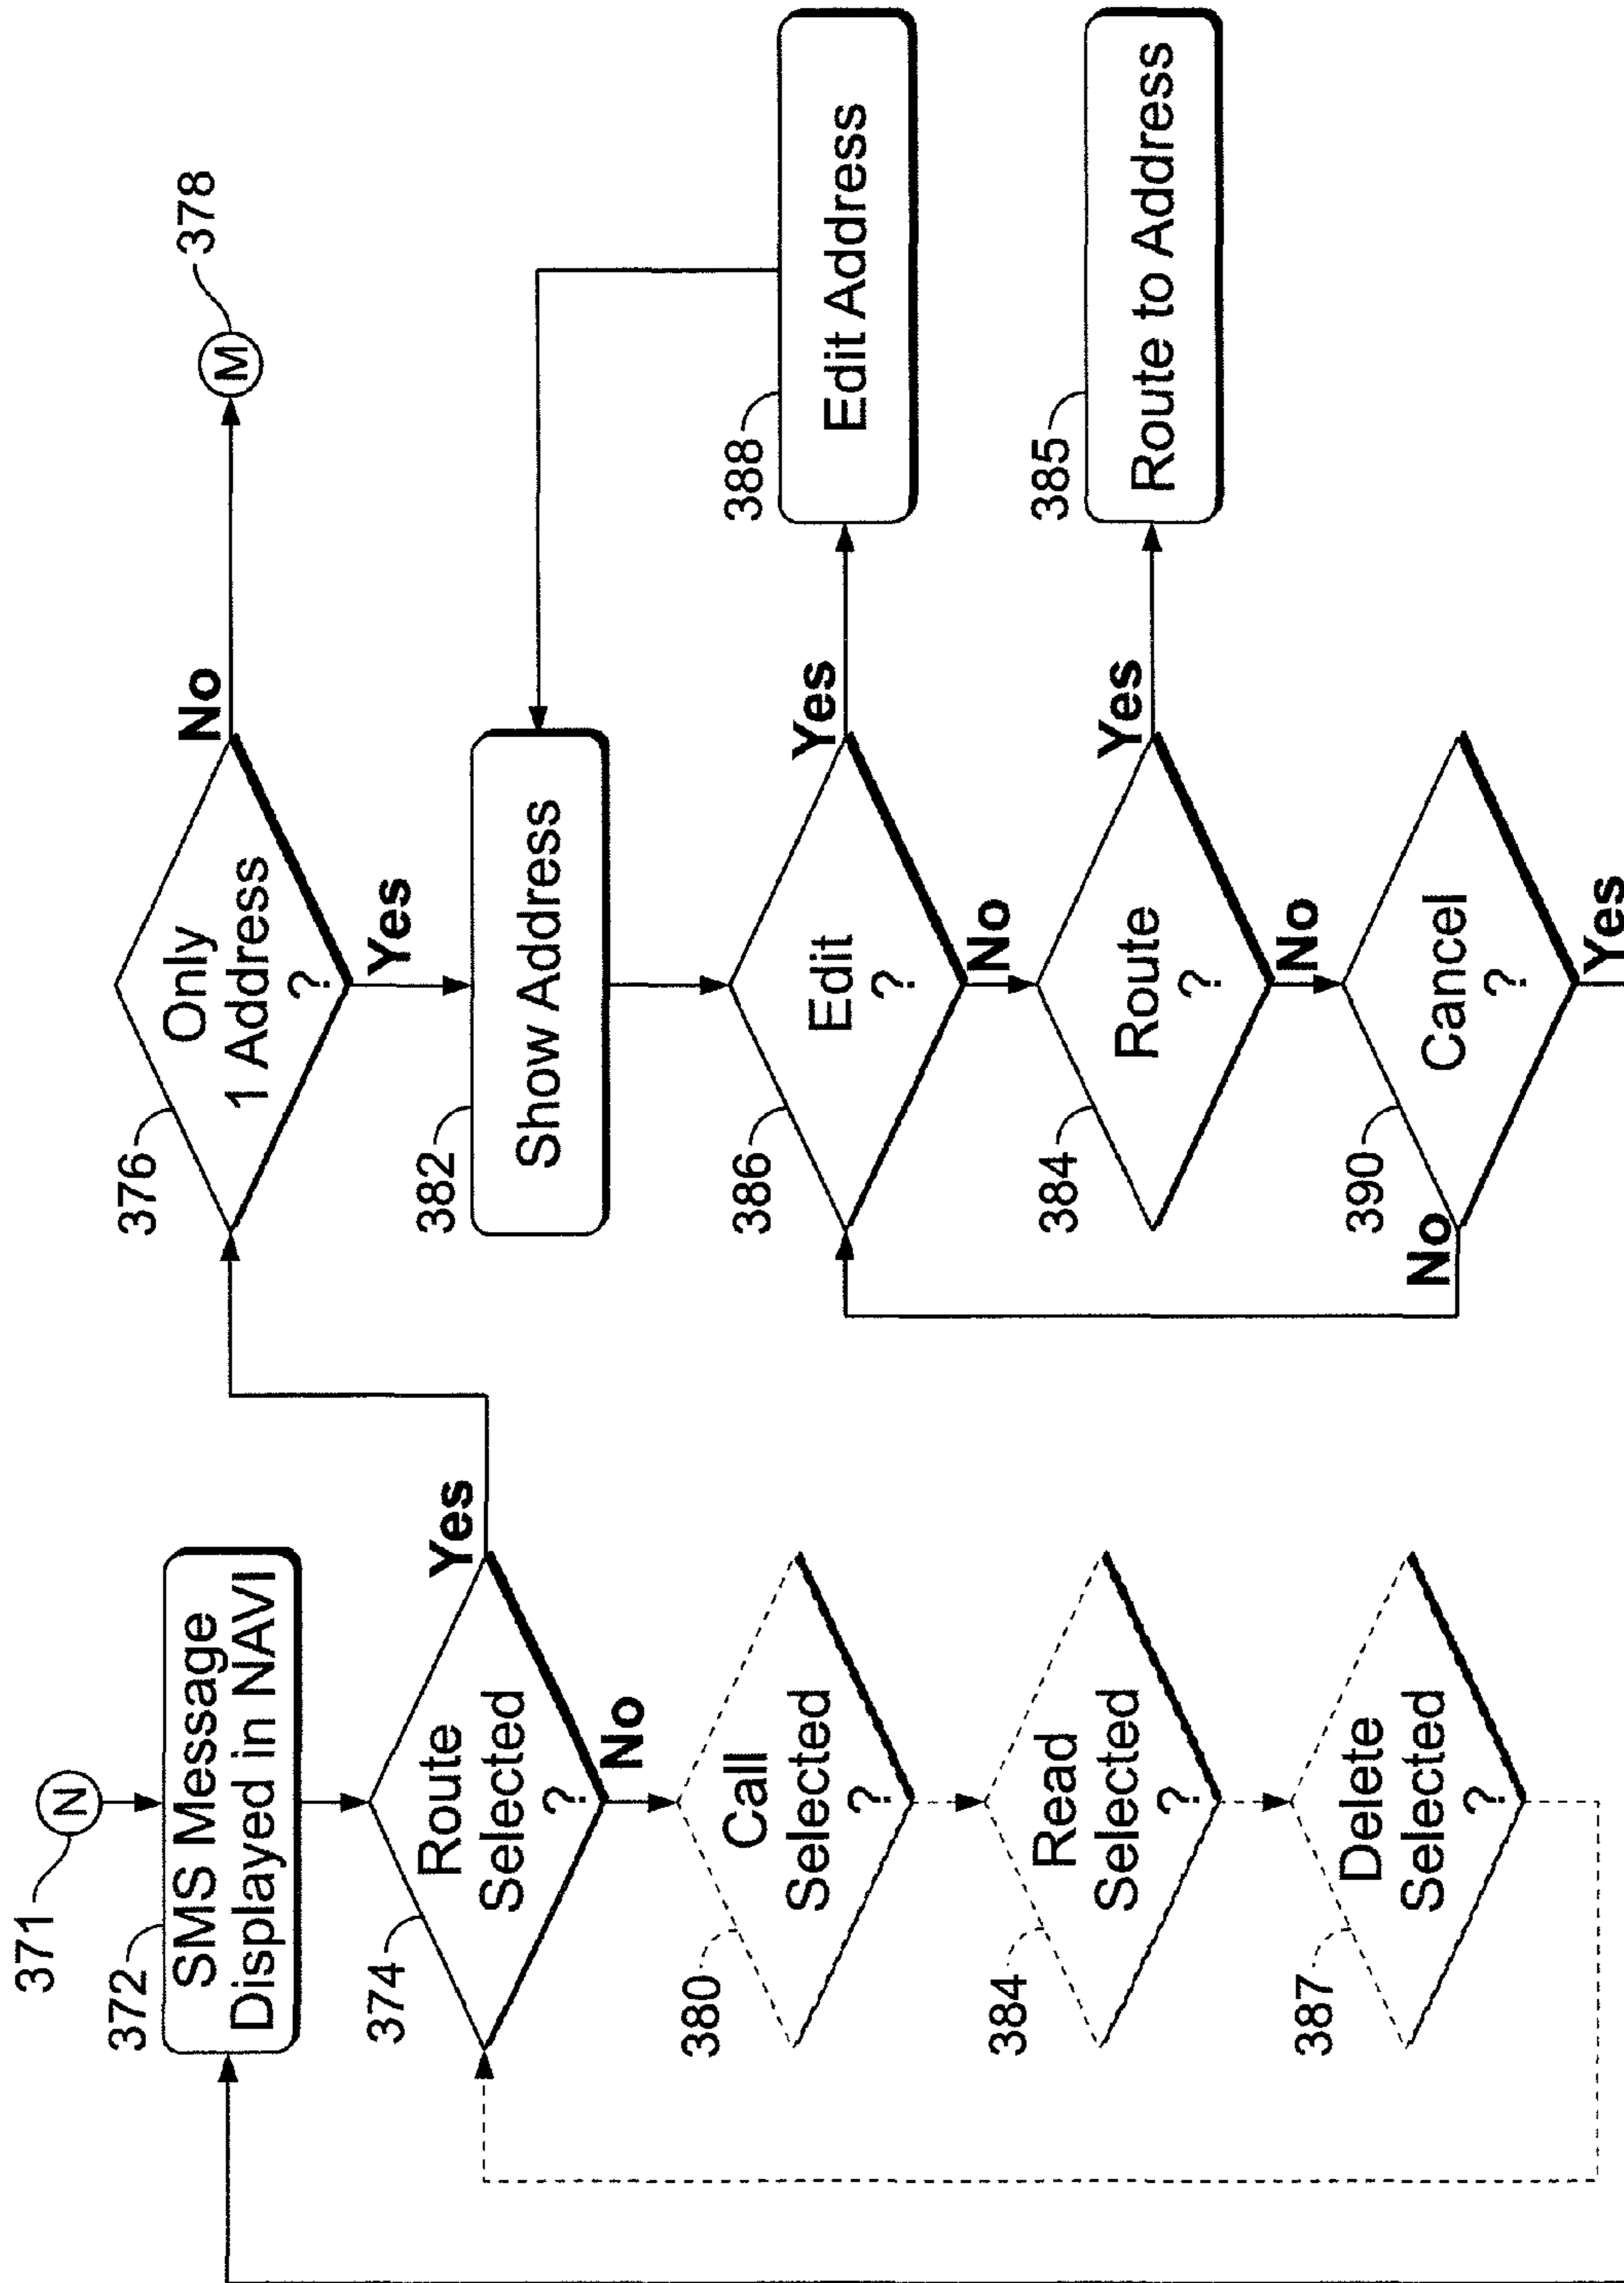 371
N
372
SMS Message
Displayed in NAVI
374
Route
Selected
?
Yes
No
380
Call
Selected
?
384
Read
Selected
?
387
Delete
Selected
?
376
Only
1 Address
?
No
M
378
Yes
382
Show Address
386
Edit
?
Yes
388
Edit Address
No
384
Route
?
Yes
385
Route to Address
No
390
Cancel
?
No
Yes